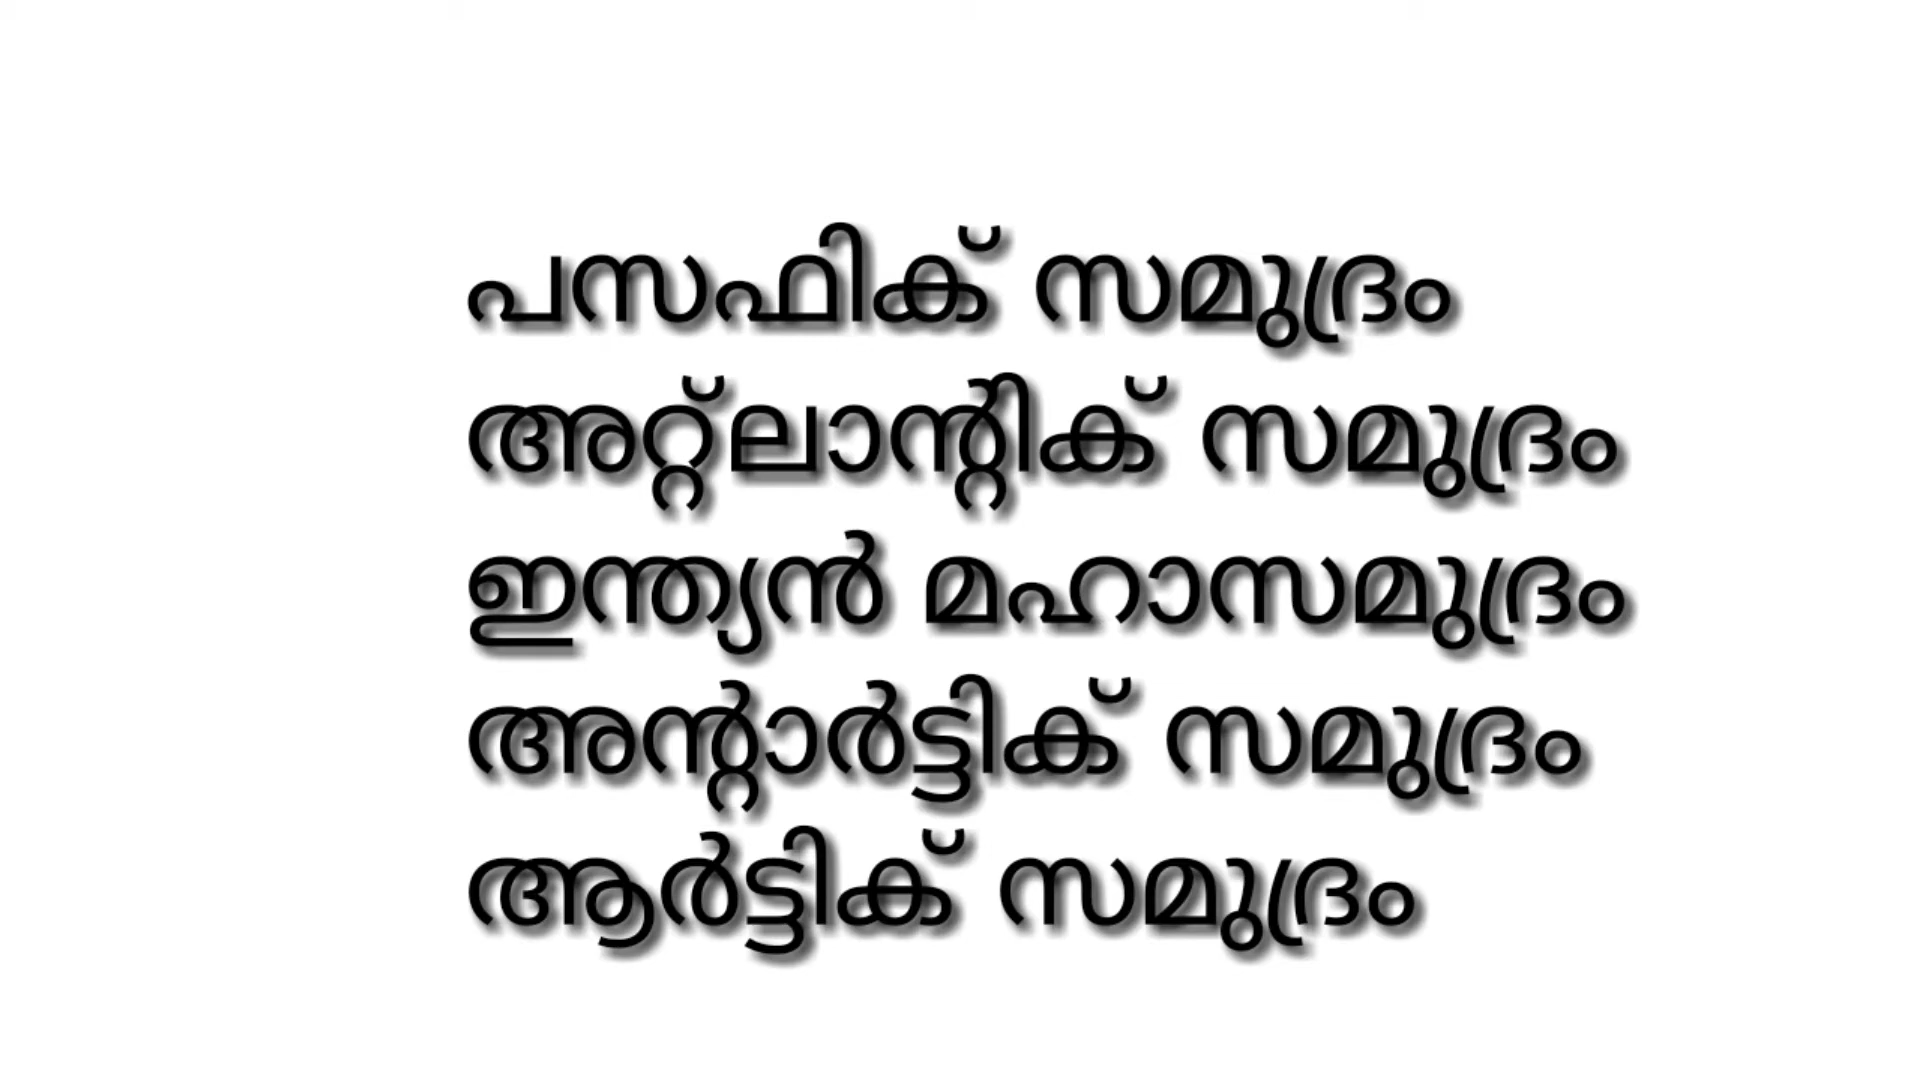 പസഫിക് സമുദ്രം
അറ്റ്ലാന്റിക് സമുദ്രം
ഇന്ത്യൻ മഹാസമുദ്രം
അന്റാർട്ടിക് സമുദ്രം
ആർട്ടിക് സമുദ്രം